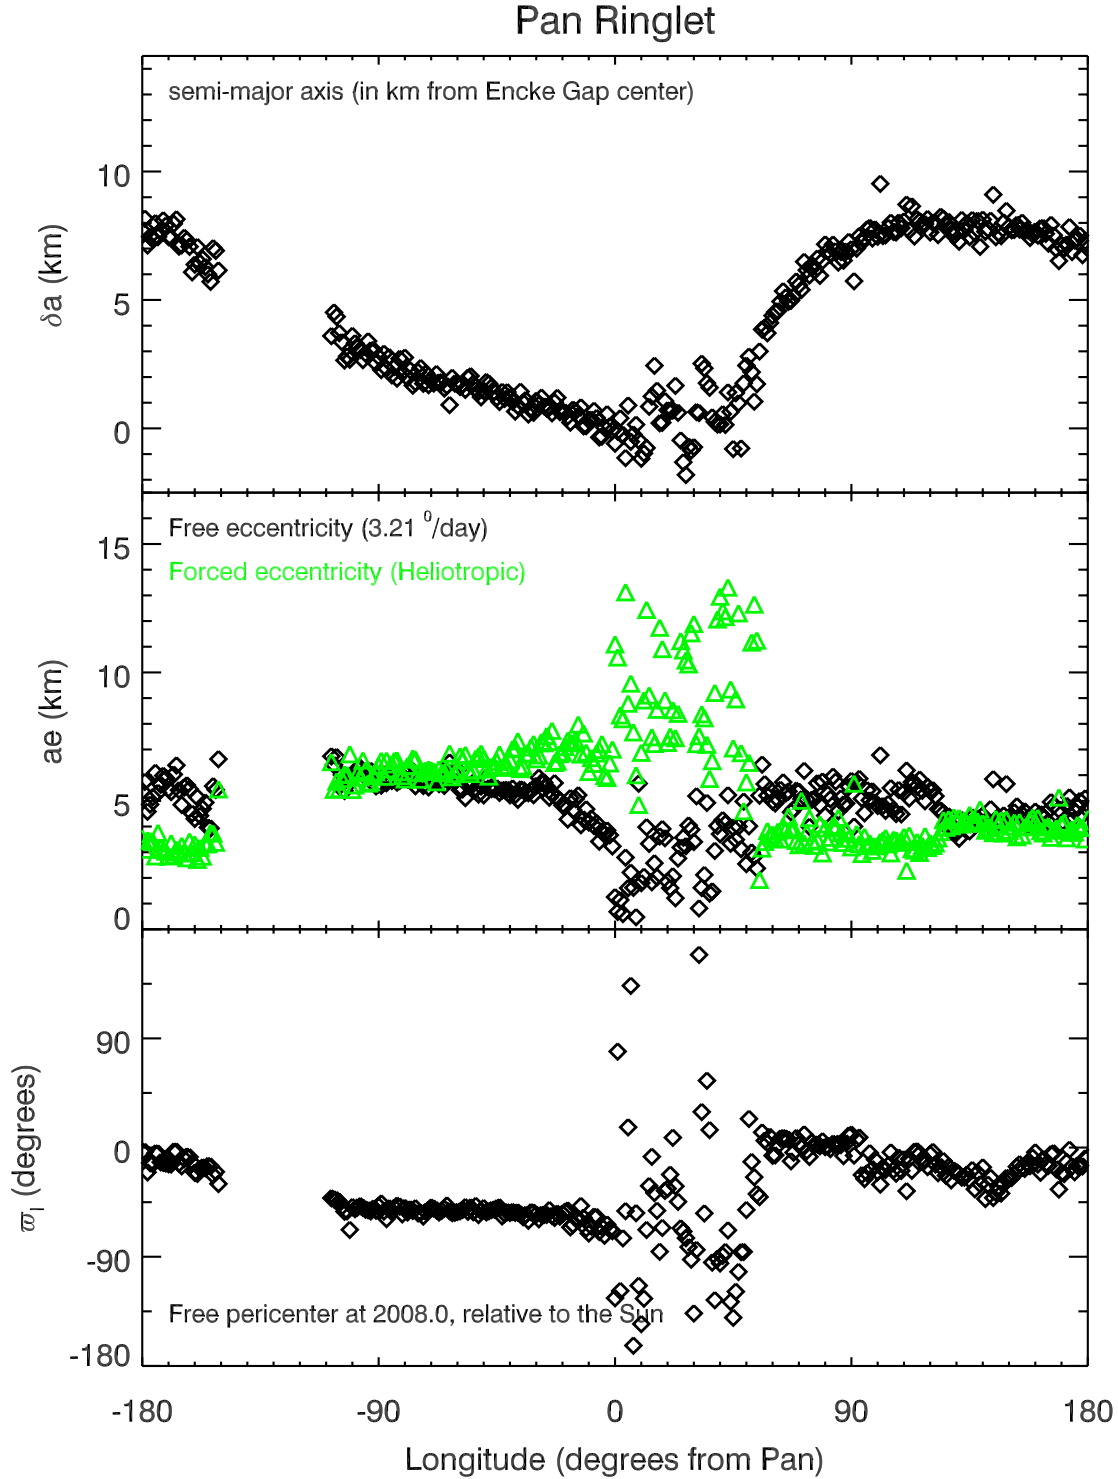 Pan Ringlet
semi-major axis (in km from Encke Gap center)
10
5
0
δa (km)
Free eccentricity (3.21 °/day)
Forced eccentricity (Heliotropic)
15
10
5
0
ae (km)
90
0
-90
-180
ϖl (degrees)
Free pericenter at 2008.0, relative to the Sun
-180 -90 0 90 180
Longitude (degrees from Pan)